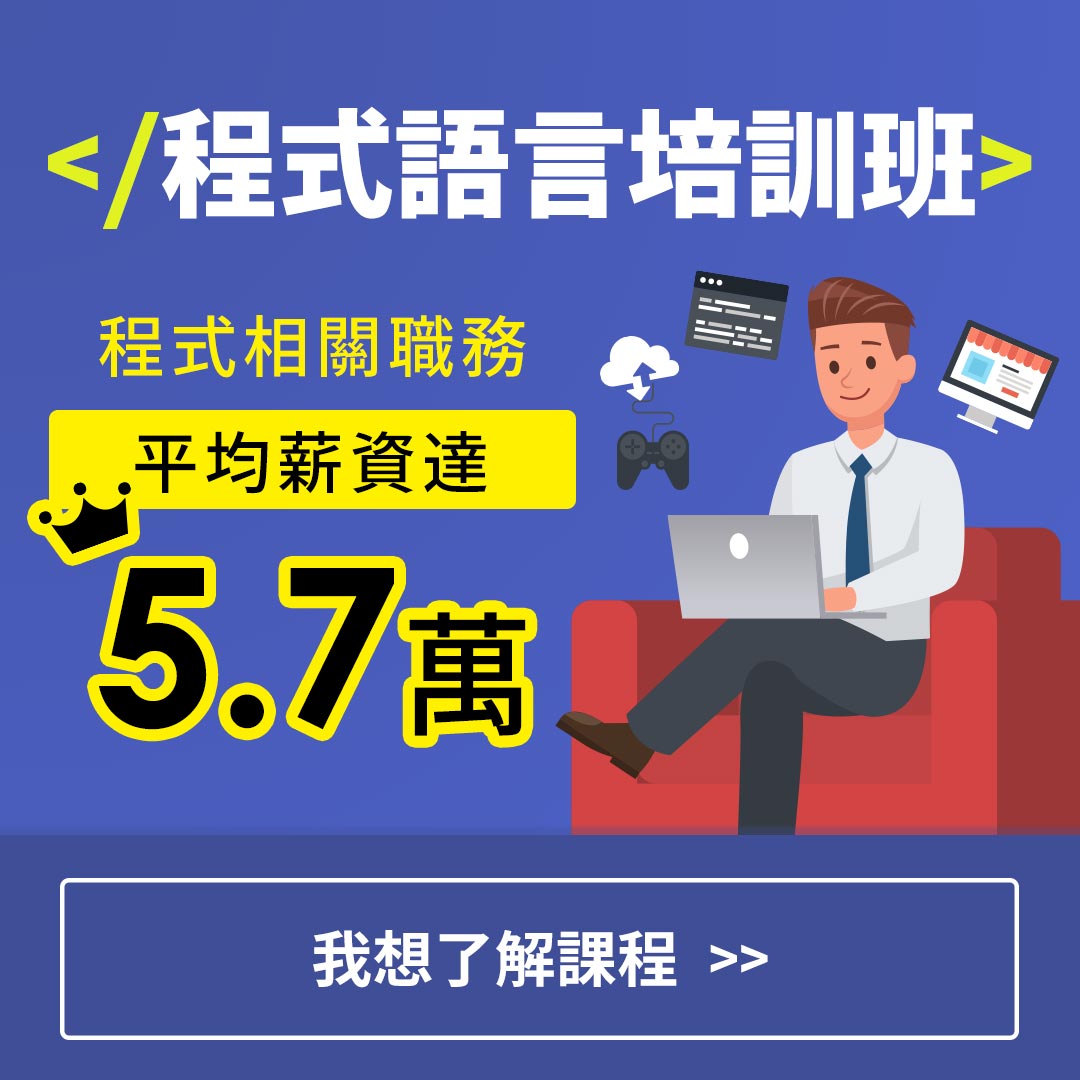 </程式語言培訓班>
程式相關職務
平均薪資達
5.7萬
我想了解課程 >>